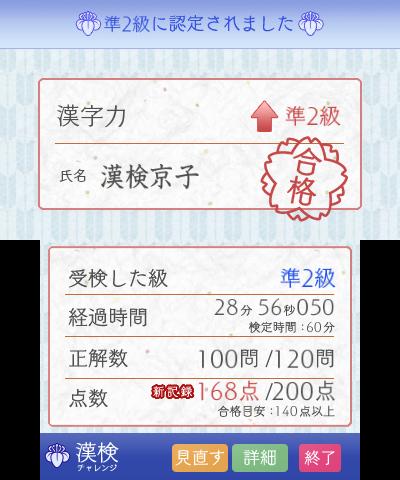 準2級に認定されました
漢字力 準2級
氏名 漢検京子
合格
受検した級 準2級
経過時間 28分56秒050
検定時間：60分
正解数 100問/120問
点数 新記録 168点/200点
合格目安：140点以上
漢検
チャレンジ
見直す 詳細 終了